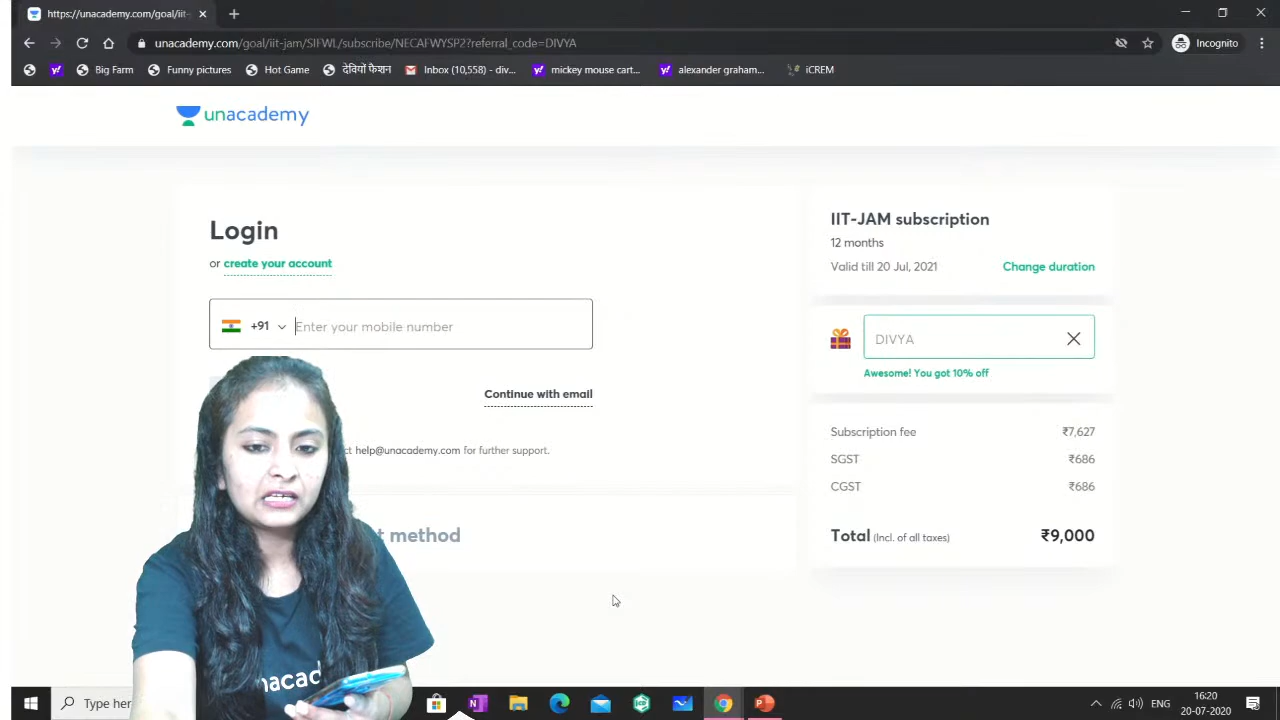 https://unacademy.com/goal/iit-
unacademy.com/goal/iit-jam/SIFWL/subscribe/NECAFWYSP2?referral_code=DIVYA
Incognito
Big Farm
Funny pictures
Hot Game
देवियों फैशन
Inbox (10,559) - div...
mickey mouse cart...
alexander graham...
iCREM
unacademy
Login
or create your account
+91
Enter your mobile number
Continue with email
ct help@unacademy.com for further support.
t method
IIT-JAM subscription
12 months
Valid till 20 Jul, 2021
Change duration
DIVYA
Awesome! You got 10% off
Subscription fee
₹7,627
SGST
₹686
CGST
₹686
Total (Incl. of all taxes)
₹9,000
nacad
Type her
ENG
16:20
20-07-2020